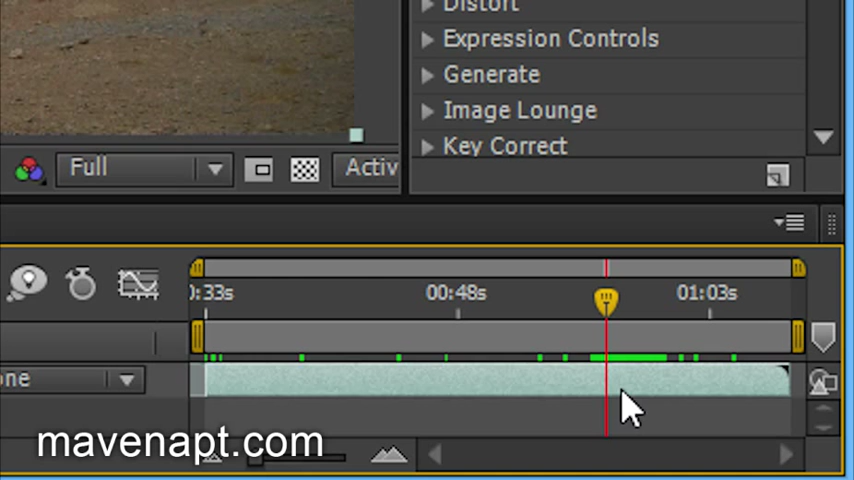 Distort
Expression Controls
Generate
Image Lounge
Key Correct
Full
Activ
0:33s
00:48s
01:03s
one
mavenapt.com